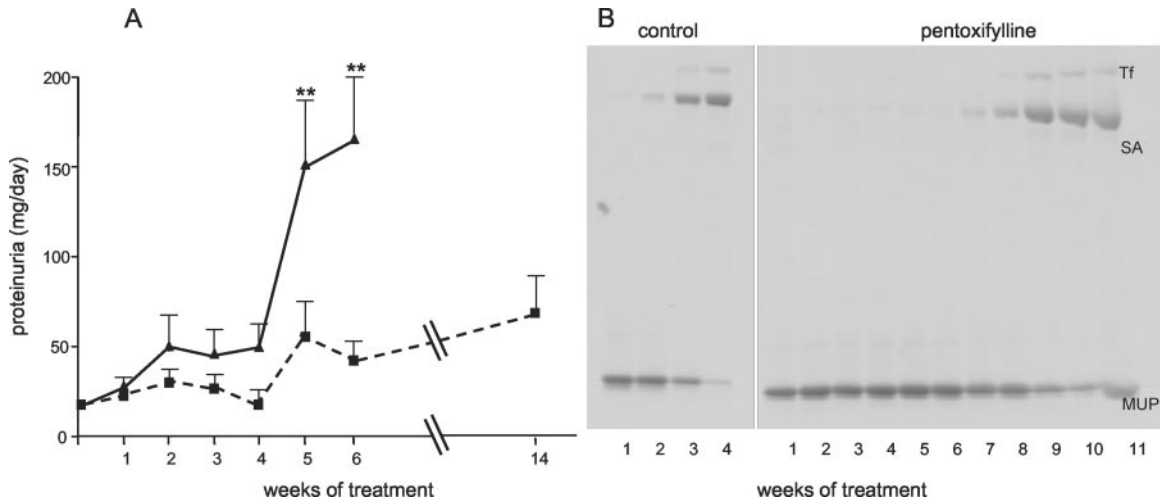 A
B
control
pentoxifylline
200
150
100
50
0
proteinuria (mg/day)
**
**
1 2 3 4 5 6 14
weeks of treatment
Tf
SA
MUP
1 2 3 4
1 2 3 4 5 6 7 8 9 10 11
weeks of treatment